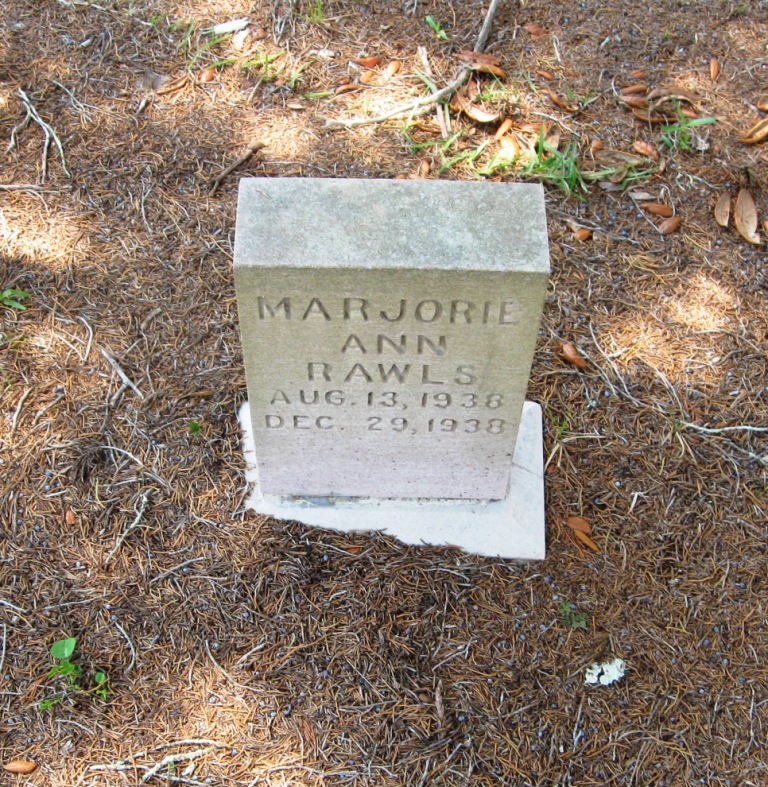 MARJORIE
ANN
RAWLS
AUG. 13, 1938
DEC. 29, 1938